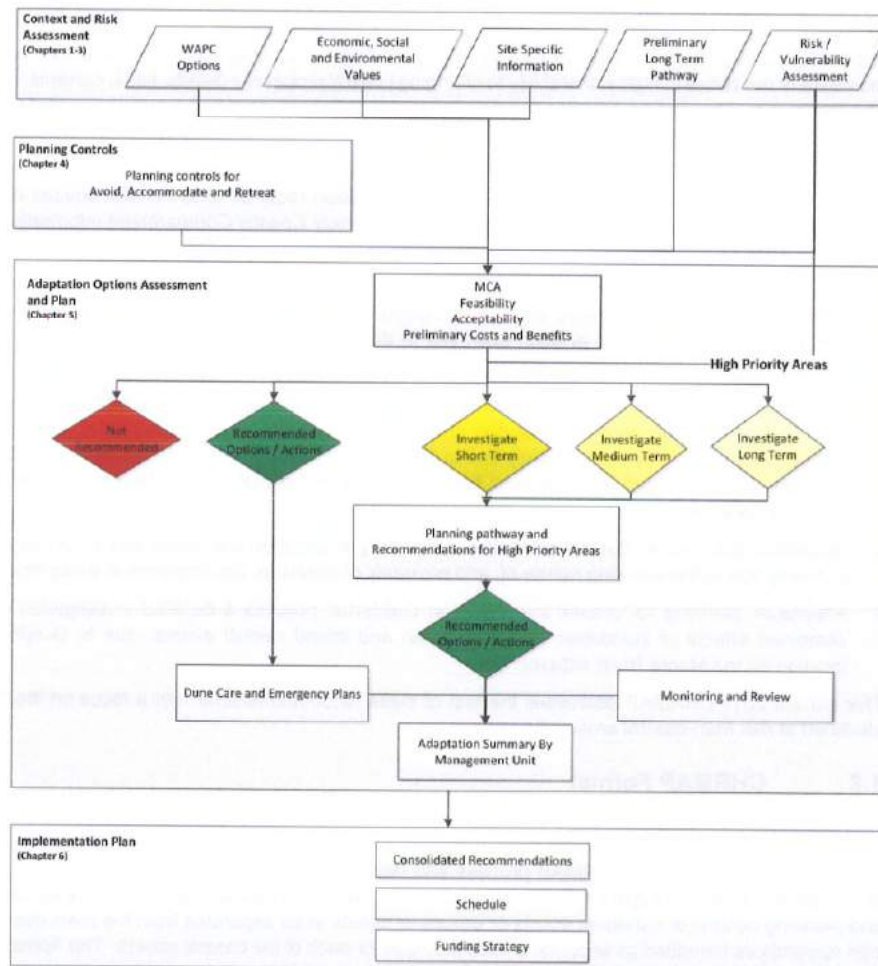 Context and Risk
Assessment
(Chapters 1-3)
WAPC
Options
Economic, Social
and Environmental
Values
Site Specific
Information
Preliminary
Long Term
Pathway
Risk /
Vulnerability
Assessment
Planning Controls
(Chapter 4)
Planning controls for
Avoid, Accommodate and Retreat
Adaptation Options Assessment
and Plan
(Chapter 5)
MCA
Feasibility
Acceptability
Preliminary Costs and Benefits
High Priority Areas
Not
Recommended
Recommended
Options / Actions
Investigate
Short Term
Investigate
Medium Term
Investigate
Long Term
Planning pathway and
Recommendations for High Priority Areas
Recommended
Options / Actions
Dune Care and Emergency Plans
Monitoring and Review
Adaptation Summary By
Management Unit
Implementation Plan
(Chapter 6)
Consolidated Recommendations
Schedule
Funding Strategy